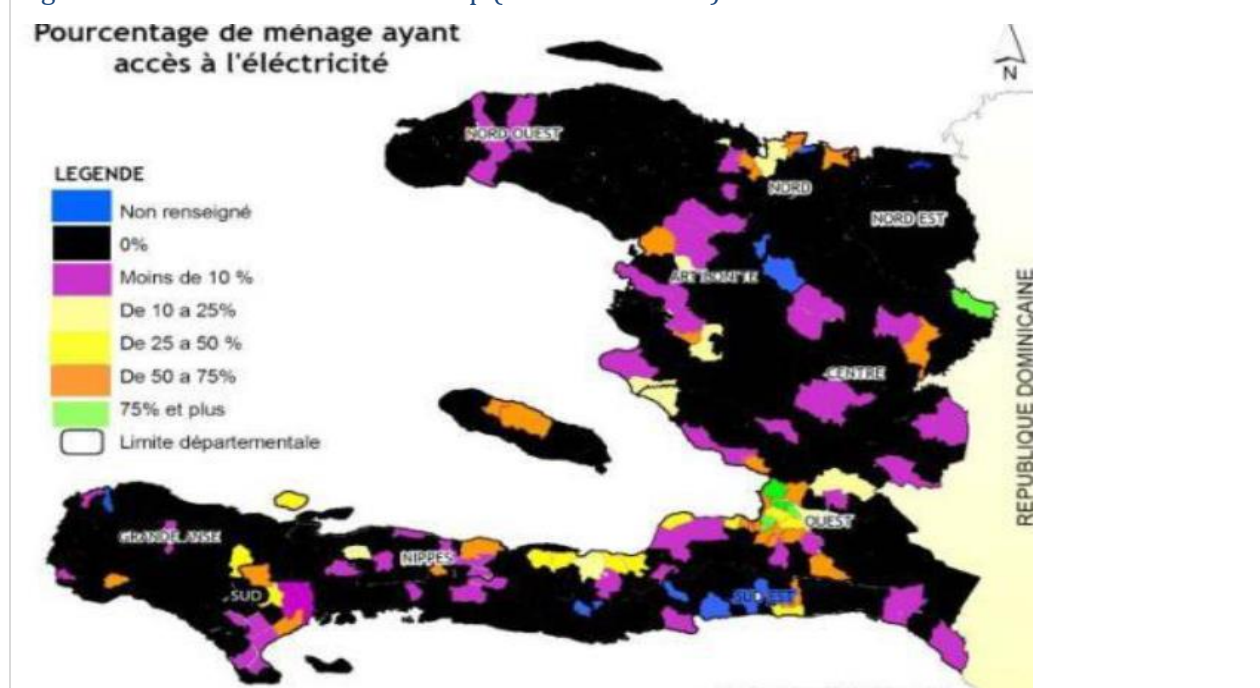 Pourcentage de ménage ayant
accès à l'éléctricité
N
LEGENDE
Non renseigné
0%
Moins de 10 %
De 10 a 25%
De 25 a 50 %
De 50 a 75%
75% et plus
Limite départementale
NORD OUEST
NORD
NORD EST
ARTIBONITE
CENTRE
REPUBLIQUE DOMINICAINE
OUEST
GRANDE ANSE
NIPPES
SUD
SUD EST